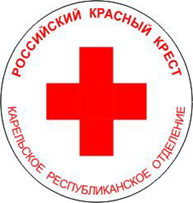 РОССИЙСКИЙ КРАСНЫЙ КРЕСТ
КАРЕЛЬСКОЕ РЕСПУБЛИКАНСКОЕ ОТДЕЛЕНИЕ